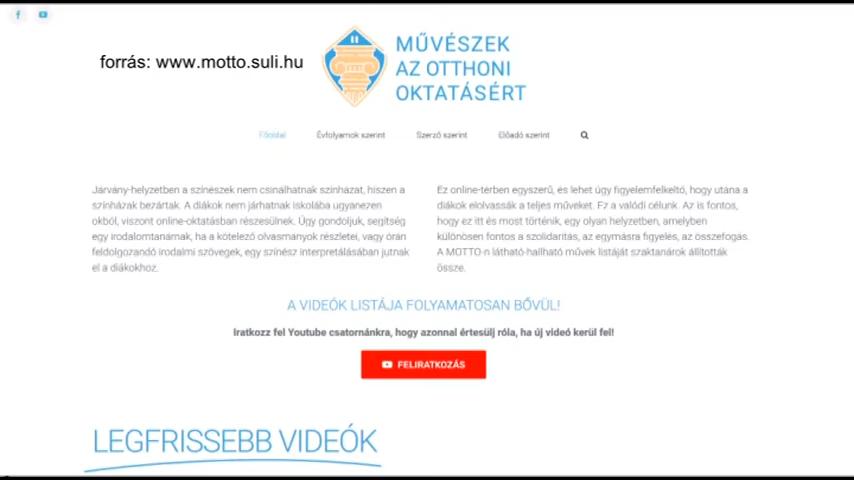 forrás: www.motto.suli.hu
MŰVÉSZEK
AZ OTTHONI
OKTATÁSÉRT
Főoldal Évfolyamok szerint Szerző szerint Előadó szerint
Járvány-helyzetben a színészek nem csinálhatnak színházat, hiszen a
színházak bezártak. A diákok nem járhatnak iskolába ugyanezen
okból, viszont online-oktatásban részesülnek. Úgy gondoljuk, segítség
egy irodalomtanárnak, ha a kötelező olvasmányok részletei, vagy órán
feldolgozandó irodalmi szövegek, egy színész interpretálásában jutnak
el a diákokhoz.
Ez online-térben egyszerű, és lehet úgy figyelemfelkeltő, hogy utána a
diákok elolvassák a teljes műveket. Ez a valódi célunk. Az is fontos,
hogy ez itt és most történik, egy olyan helyzetben, amelyben
különösen fontos a szolidaritás, az egymásra figyelés, az összefogás.
A MOTTO-n látható-hallható művek listáját szaktanárok állították
össze.
A VIDEÓK LISTÁJA FOLYAMATOSAN BŐVÜL!
Iratkozz fel Youtube csatornánkra, hogy azonnal értesülj róla, ha új videó kerül fel!
FELIRATKOZÁS
LEGFRISSEBB VIDEÓK